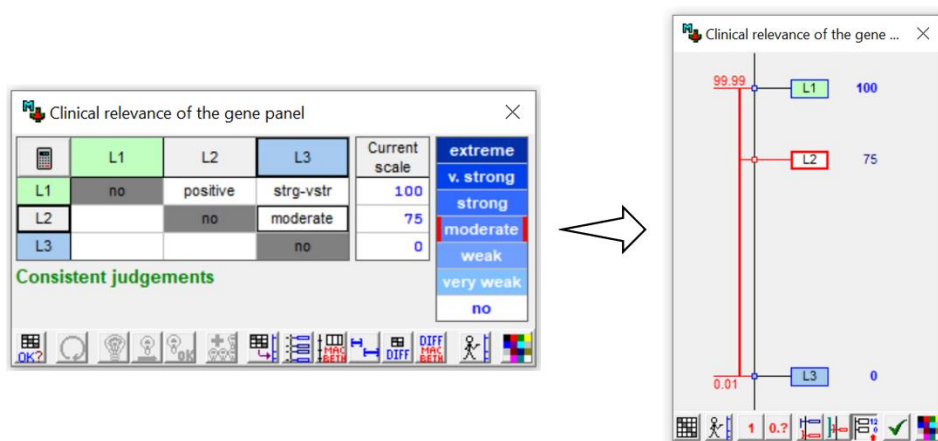 Clinical relevance of the gene panel
L1 L2 L3 Current scale
L1 no positive strg-vstr 100
L2 no moderate 75
L3 no 0
extreme
v. strong
strong
moderate
weak
very weak
no
Consistent judgements
OK? OK MAC BETH DIFF DIFF MAC BETH
Clinical relevance of the gene ...
99.99 L1 100
L2 75
0.01 L3 0
1 0.? 12 0